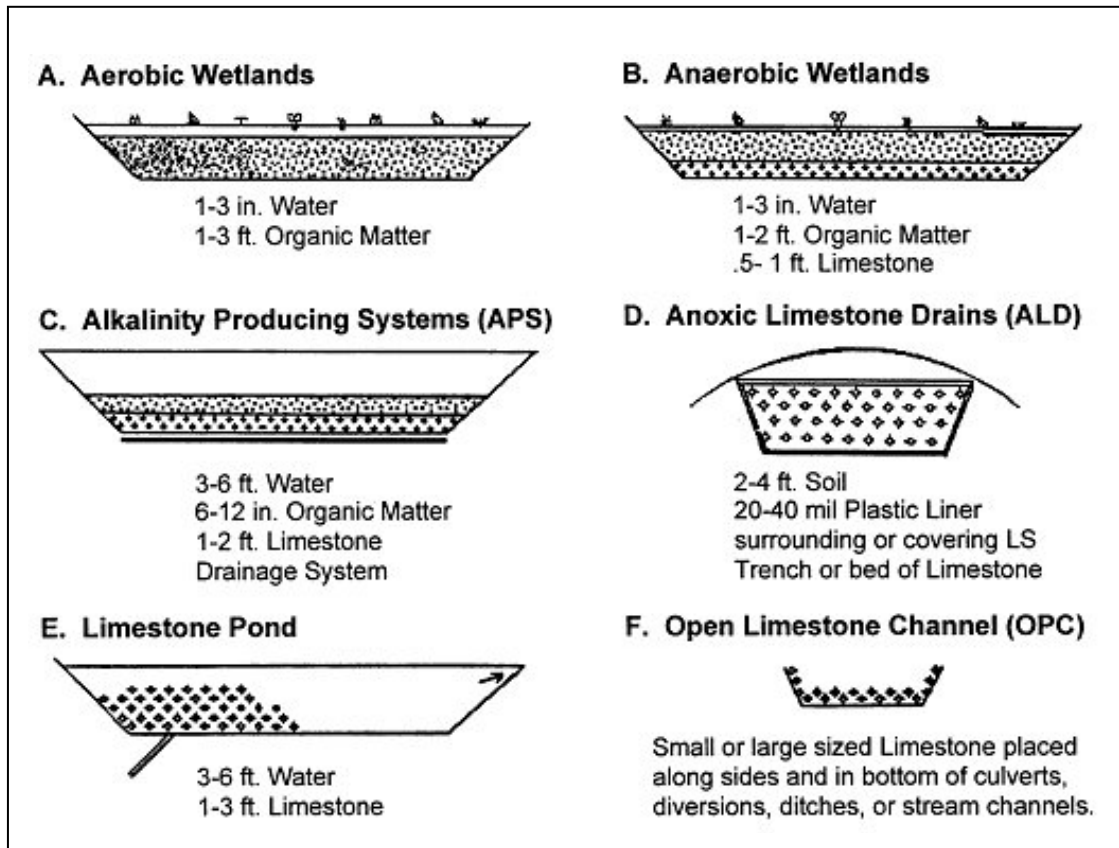 A. Aerobic Wetlands
1-3 in. Water
1-3 ft. Organic Matter
B. Anaerobic Wetlands
1-3 in. Water
1-2 ft. Organic Matter
.5- 1 ft. Limestone
C. Alkalinity Producing Systems (APS)
3-6 ft. Water
6-12 in. Organic Matter
1-2 ft. Limestone
Drainage System
D. Anoxic Limestone Drains (ALD)
2-4 ft. Soil
20-40 mil Plastic Liner
surrounding or covering LS
Trench or bed of Limestone
E. Limestone Pond
3-6 ft. Water
1-3 ft. Limestone
F. Open Limestone Channel (OPC)
Small or large sized Limestone placed
along sides and in bottom of culverts,
diversions, ditches, or stream channels.